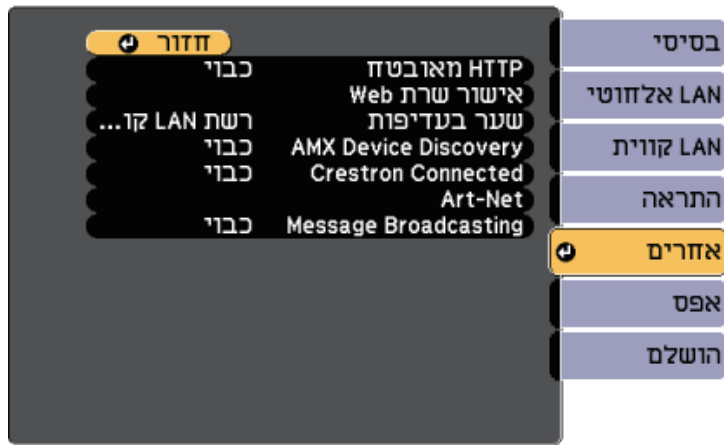 בסיסי
LAN אלחוטי
LAN קווית
התראה
אחרים
אפס
הושלם
חזור
HTTP מאובטח כבוי
אישור שרת Web
שער בעדיפות רשת LAN קו...
AMX Device Discovery כבוי
Crestron Connected כבוי
Art-Net
Message Broadcasting כבוי